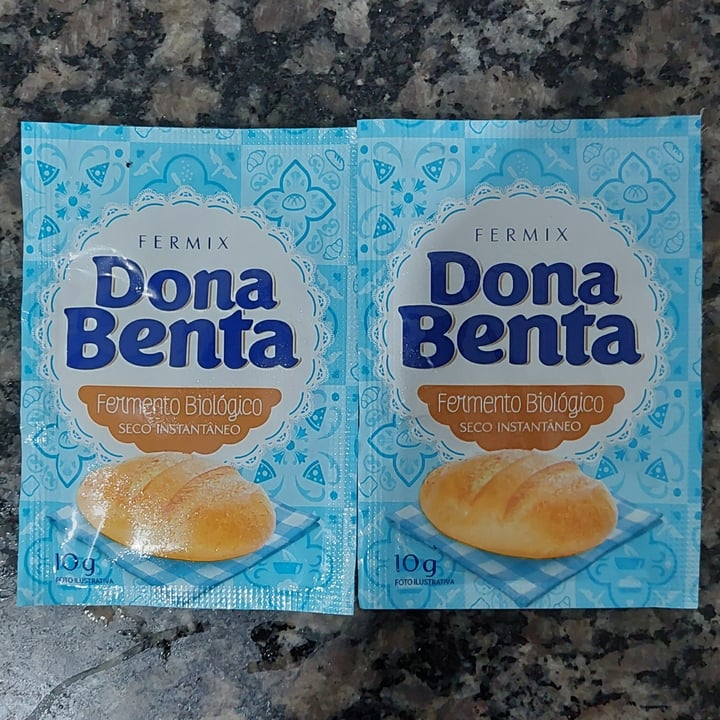 FERMIX
Dona
Benta
Fermento Biológico
SECO INSTANTÂNEO
10g
FOTO ILUSTRATIVA
FERMIX
Dona
Benta
Fermento Biológico
SECO INSTANTÂNEO
10g
FOTO ILUSTRATIVA